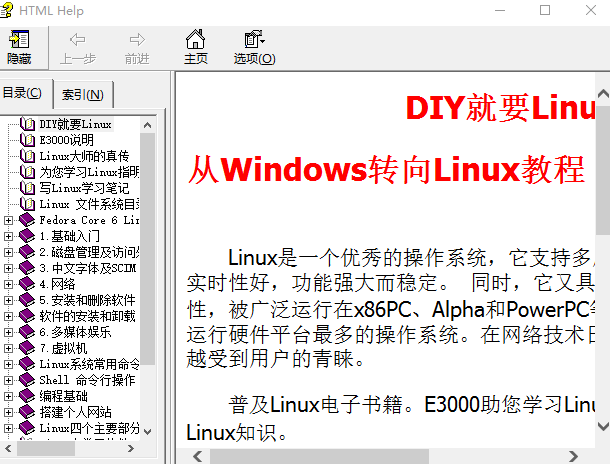 HTML Help
隐藏
上一步
前进
主页
选项(O)
目录(C)
索引(N)
DIY就要Linux
E3000说明
Linux大师的真传
为您学习Linux指明
写Linux学习笔记
Linux 文件系统目
Fedora Core 6 Lin
1.基础入门
2.磁盘管理及访问
3.中文字体及SCIM
4.网络
5.安装和删除软件
软件的安装和卸载
6.多媒体娱乐
7.虚拟机
Linux系统常用命令
Shell 命令行操作
编程基础
搭建个人网站
Linux四个主要部分
DIY就要Linu
从Windows转向Linux教程
Linux是一个优秀的操作系统，它支持多
实时性好，功能强大而稳定。 同时，它又具
性，被广泛运行在x86PC、Alpha和PowerPC
运行硬件平台最多的操作系统。在网络技术日
越受到用户的青睐。
普及Linux电子书籍。E3000助您学习Linu
Linux知识。